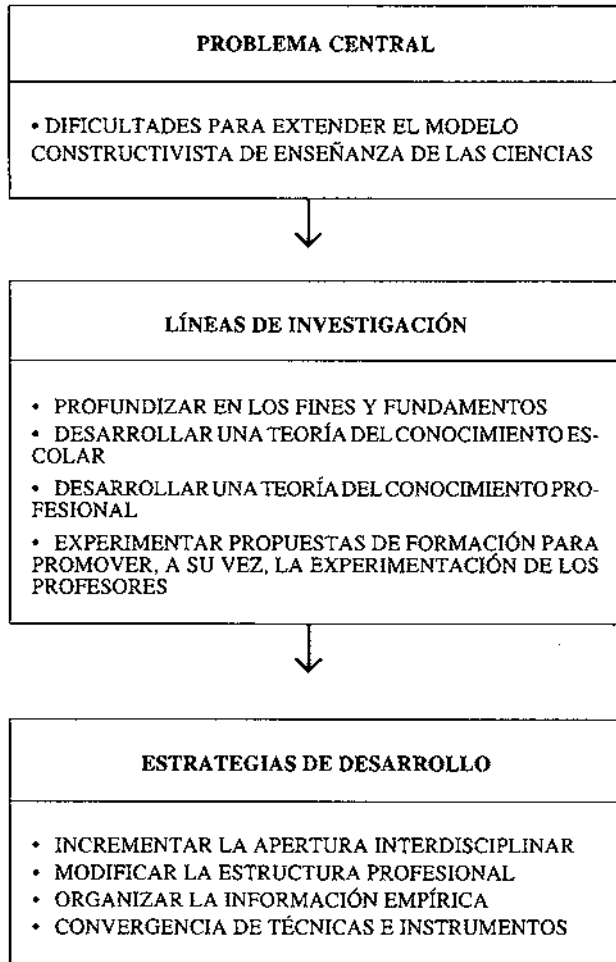 PROBLEMA CENTRAL
• DIFICULTADES PARA EXTENDER EL MODELO
CONSTRUCTIVISTA DE ENSEÑANZA DE LAS CIENCIAS
LÍNEAS DE INVESTIGACIÓN
• PROFUNDIZAR EN LOS FINES Y FUNDAMENTOS
• DESARROLLAR UNA TEORÍA DEL CONOCIMIENTO ES-
COLAR
• DESARROLLAR UNA TEORÍA DEL CONOCIMIENTO PRO-
FESIONAL
• EXPERIMENTAR PROPUESTAS DE FORMACIÓN PARA
PROMOVER, A SU VEZ, LA EXPERIMENTACIÓN DE LOS
PROFESORES
ESTRATEGIAS DE DESARROLLO
• INCREMENTAR LA APERTURA INTERDISCIPLINAR
• MODIFICAR LA ESTRUCTURA PROFESIONAL
• ORGANIZAR LA INFORMACIÓN EMPÍRICA
• CONVERGENCIA DE TÉCNICAS E INSTRUMENTOS